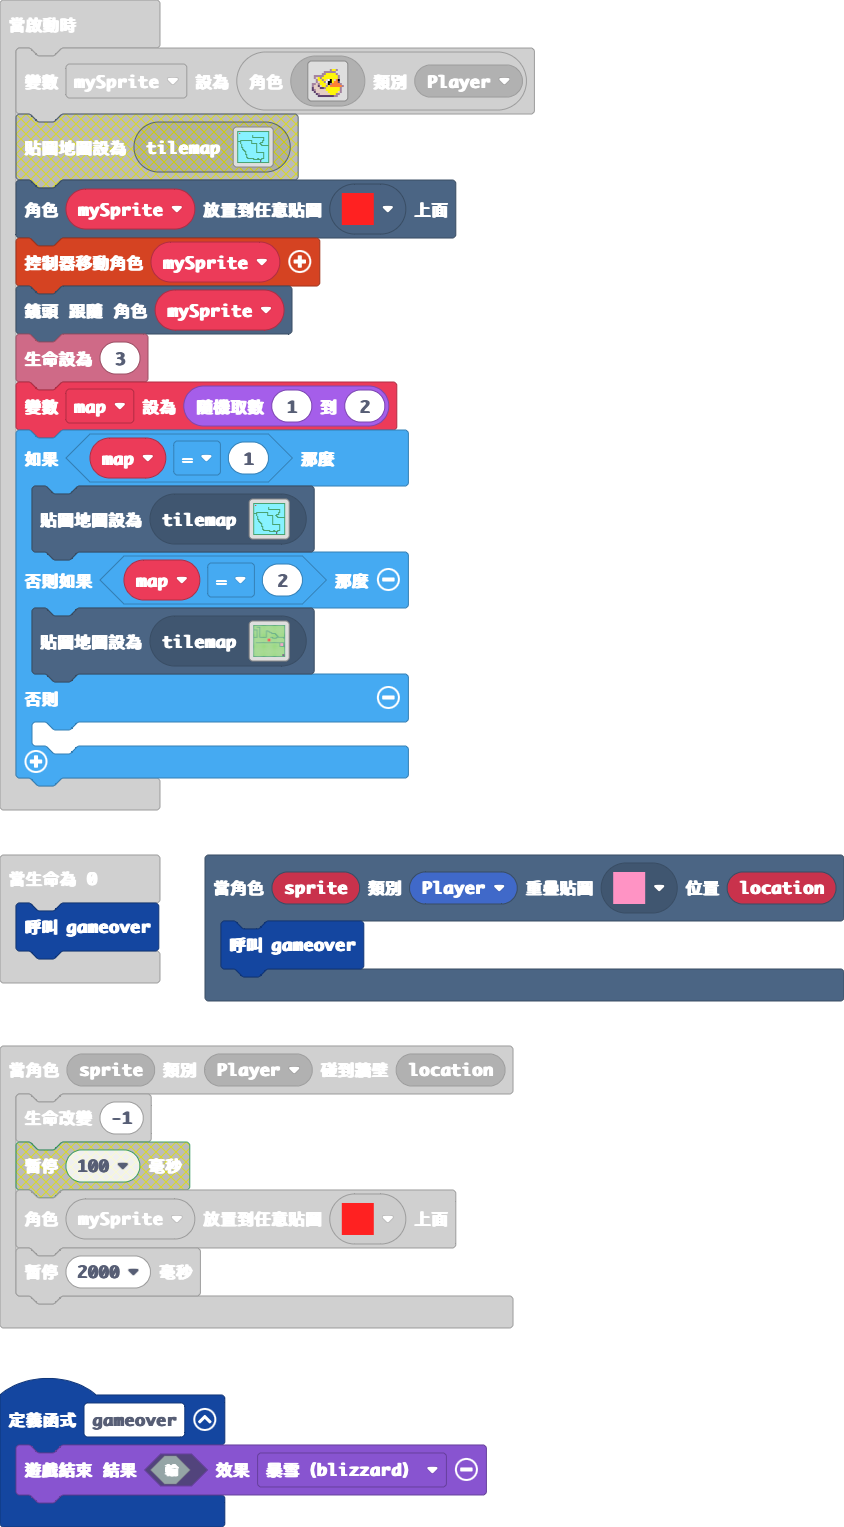 當啟動時
變數 mySprite 設為 角色 類別 Player
貼圖地圖設為 tilemap
角色 mySprite 放置到任意貼圖 上面
控制器移動角色 mySprite
鏡頭 跟隨 角色 mySprite
生命設為 3
變數 map 設為 隨機取數 1 到 2
如果 map = 1 那麼
貼圖地圖設為 tilemap
否則如果 map = 2 那麼
貼圖地圖設為 tilemap
否則
當生命為 0
呼叫 gameover
當角色 sprite 類別 Player 重疊貼圖 位置 location
呼叫 gameover
當角色 sprite 類別 Player 碰到牆壁 location
生命改變 -1
暫停 100 毫秒
角色 mySprite 放置到任意貼圖 上面
暫停 2000 毫秒
定義函式 gameover
遊戲結束 結果 輸 效果 暴雪 (blizzard)